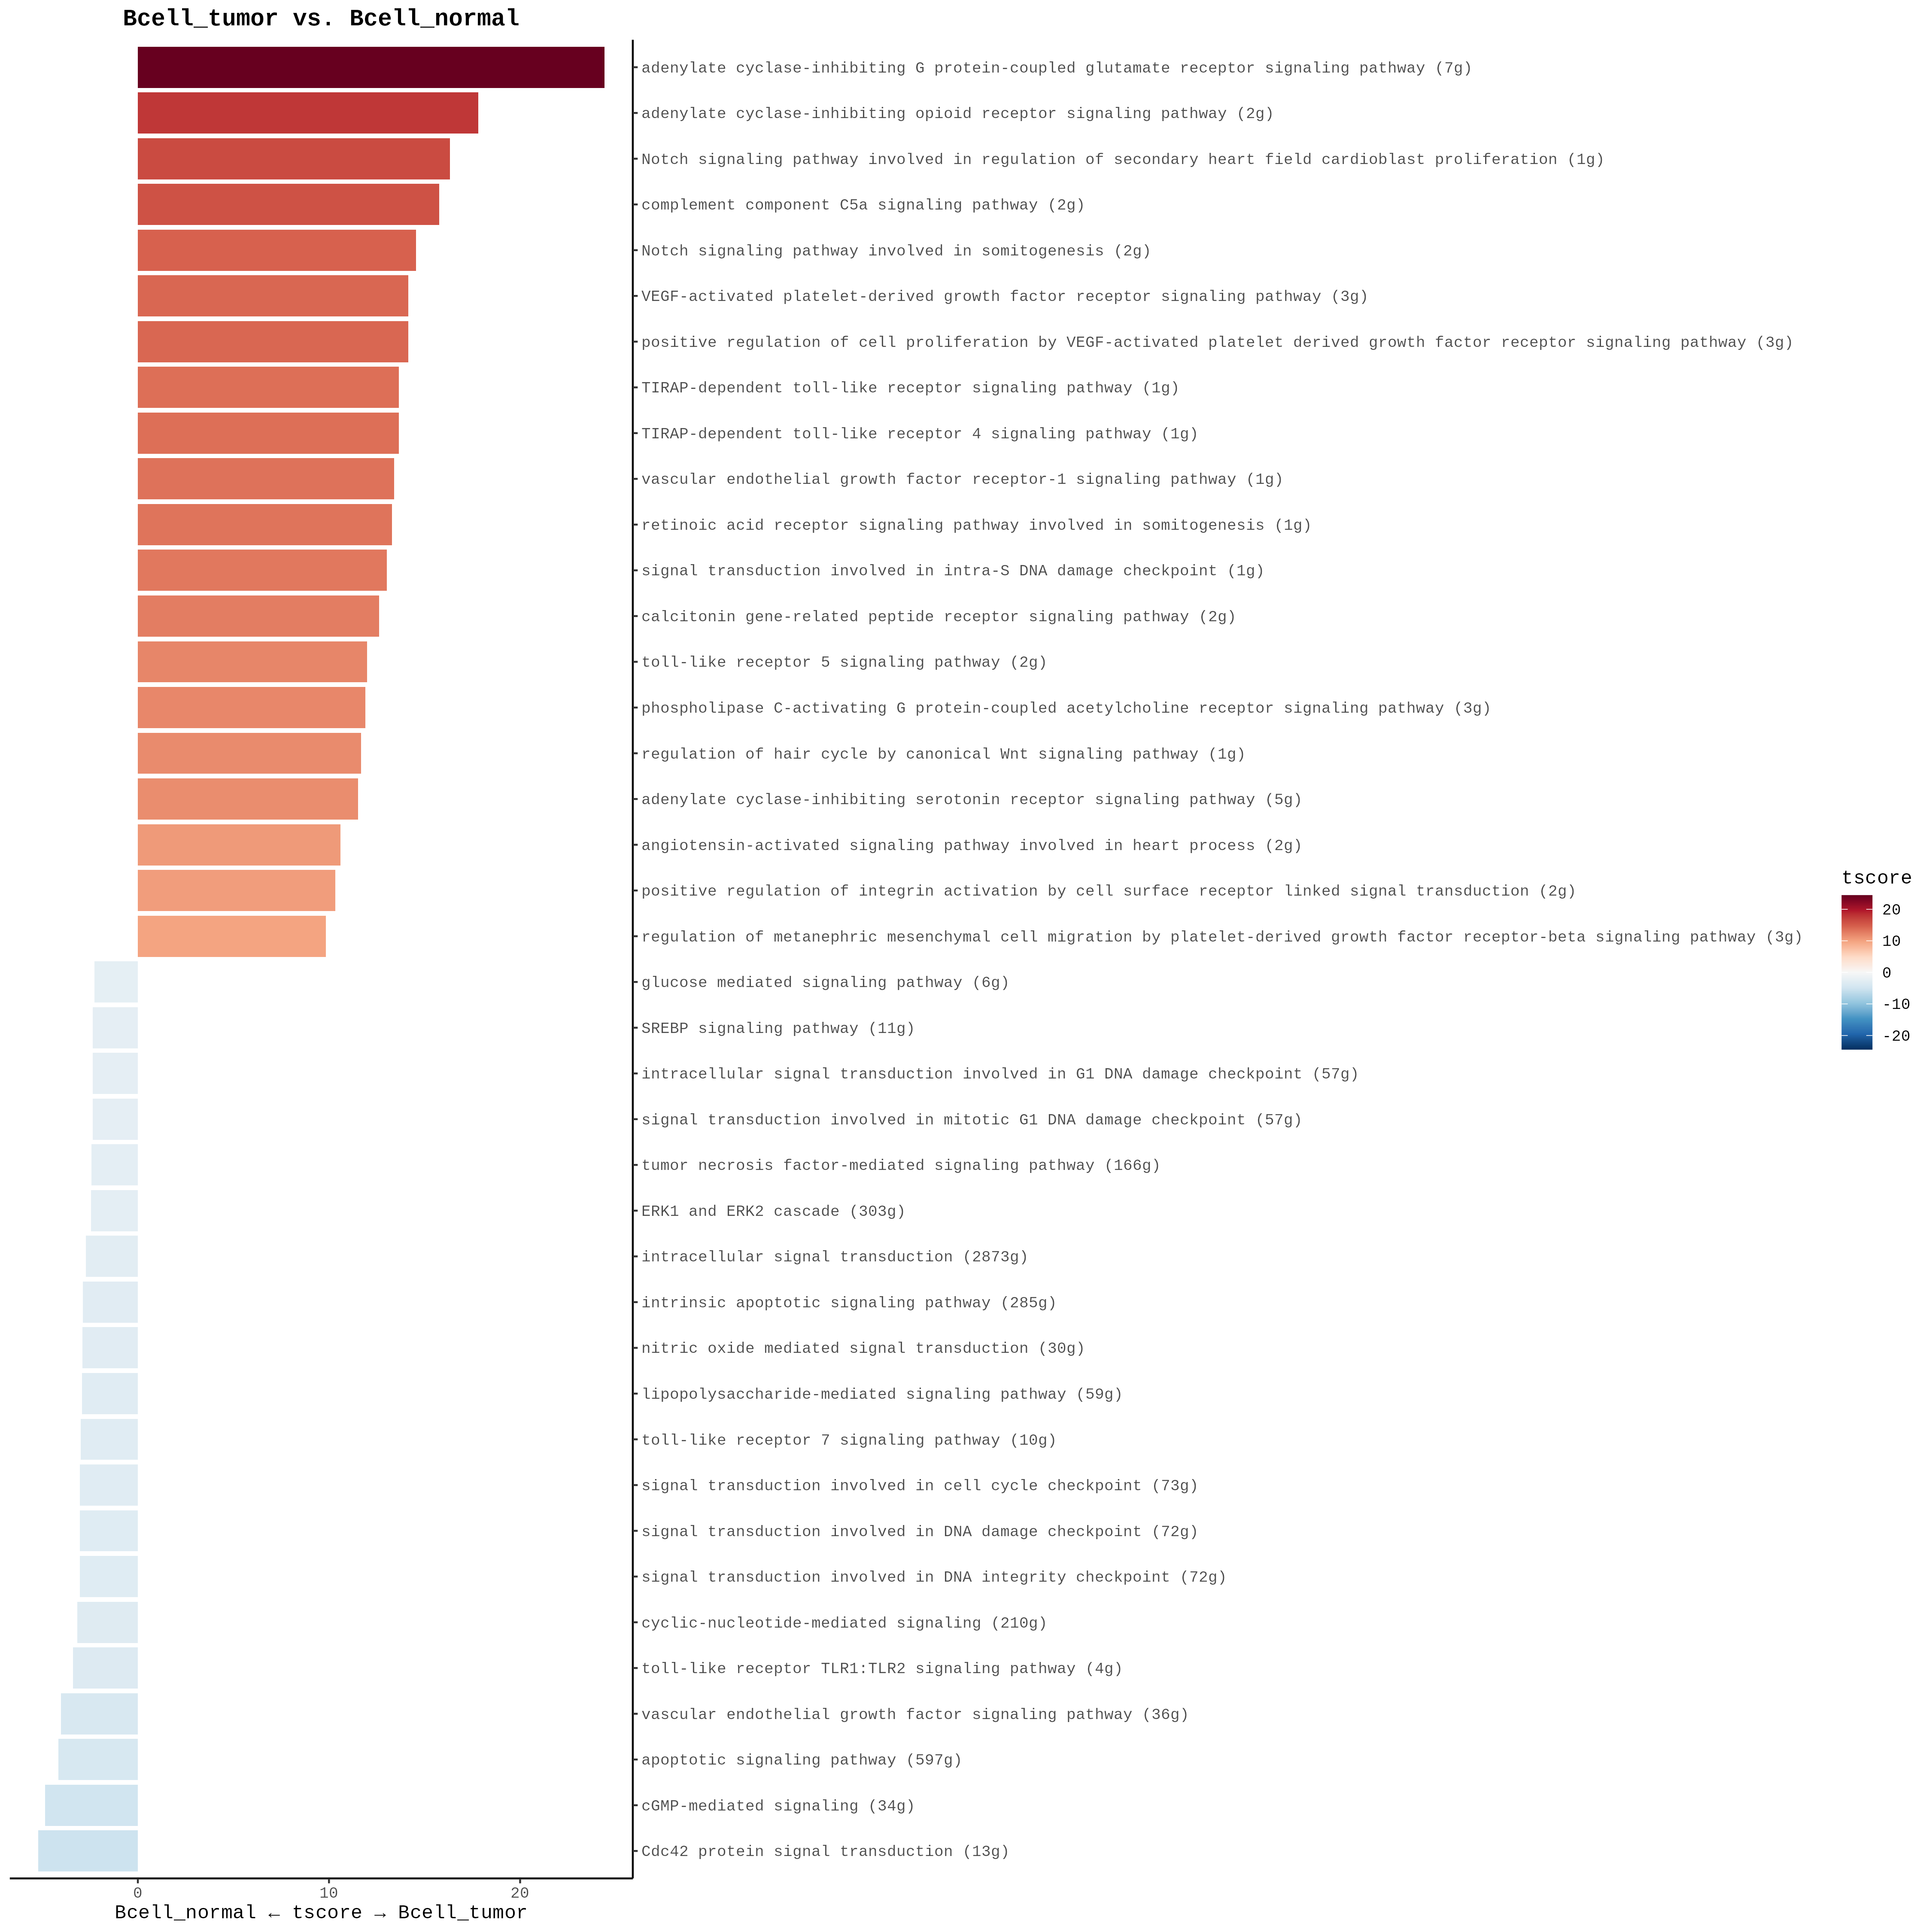 Bcell_tumor vs. Bcell_normal
adenylate cyclase-inhibiting G protein-coupled glutamate receptor signaling pathway (7g)
adenylate cyclase-inhibiting opioid receptor signaling pathway (2g)
Notch signaling pathway involved in regulation of secondary heart field cardioblast proliferation (1g)
complement component C5a signaling pathway (2g)
Notch signaling pathway involved in somitogenesis (2g)
VEGF-activated platelet-derived growth factor receptor signaling pathway (3g)
positive regulation of cell proliferation by VEGF-activated platelet derived growth factor receptor signaling pathway (3g)
TIRAP-dependent toll-like receptor signaling pathway (1g)
TIRAP-dependent toll-like receptor 4 signaling pathway (1g)
vascular endothelial growth factor receptor-1 signaling pathway (1g)
retinoic acid receptor signaling pathway involved in somitogenesis (1g)
signal transduction involved in intra-S DNA damage checkpoint (1g)
calcitonin gene-related peptide receptor signaling pathway (2g)
toll-like receptor 5 signaling pathway (2g)
phospholipase C-activating G protein-coupled acetylcholine receptor signaling pathway (3g)
regulation of hair cycle by canonical Wnt signaling pathway (1g)
adenylate cyclase-inhibiting serotonin receptor signaling pathway (5g)
angiotensin-activated signaling pathway involved in heart process (2g)
positive regulation of integrin activation by cell surface receptor linked signal transduction (2g)
regulation of metanephric mesenchymal cell migration by platelet-derived growth factor receptor-beta signaling pathway (3g)
glucose mediated signaling pathway (6g)
SREBP signaling pathway (11g)
intracellular signal transduction involved in G1 DNA damage checkpoint (57g)
signal transduction involved in mitotic G1 DNA damage checkpoint (57g)
tumor necrosis factor-mediated signaling pathway (166g)
ERK1 and ERK2 cascade (303g)
intracellular signal transduction (2873g)
intrinsic apoptotic signaling pathway (285g)
nitric oxide mediated signal transduction (30g)
lipopolysaccharide-mediated signaling pathway (59g)
toll-like receptor 7 signaling pathway (10g)
signal transduction involved in cell cycle checkpoint (73g)
signal transduction involved in DNA damage checkpoint (72g)
signal transduction involved in DNA integrity checkpoint (72g)
cyclic-nucleotide-mediated signaling (210g)
toll-like receptor TLR1:TLR2 signaling pathway (4g)
vascular endothelial growth factor signaling pathway (36g)
apoptotic signaling pathway (597g)
cGMP-mediated signaling (34g)
Cdc42 protein signal transduction (13g)
0 10 20
Bcell_normal ← tscore → Bcell_tumor
tscore
20
10
0
-10
-20